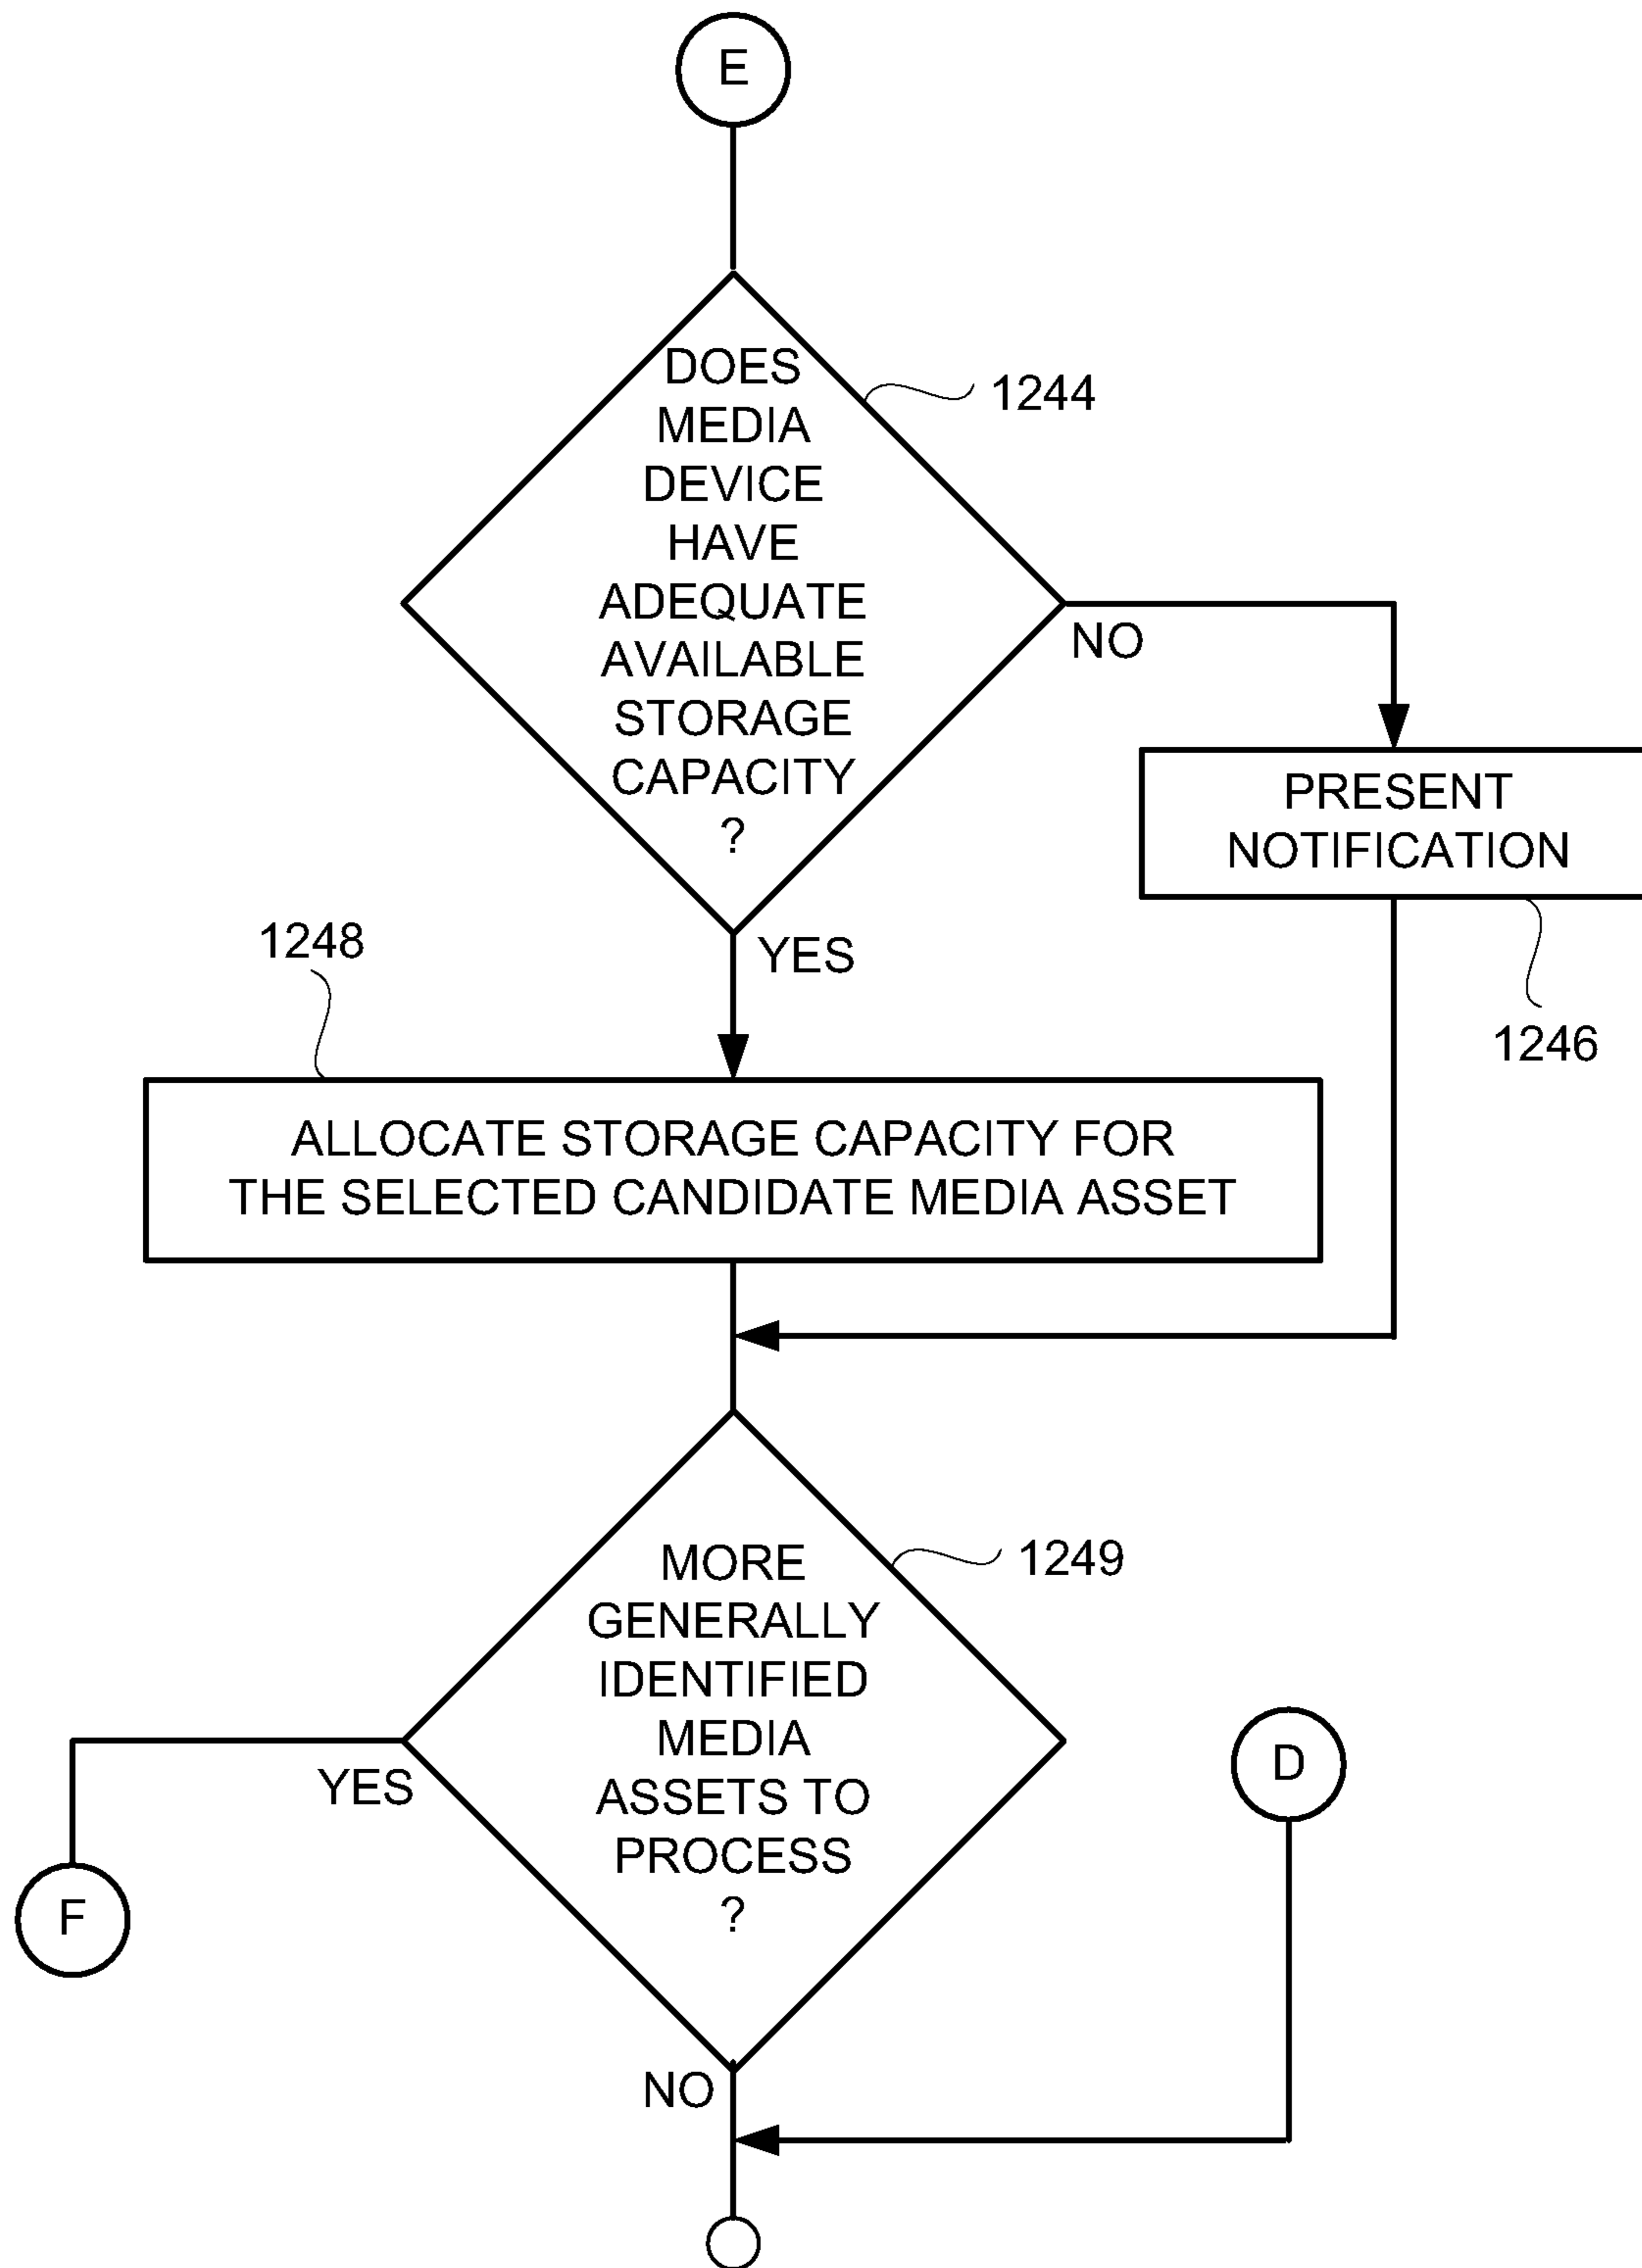 E
DOES
MEDIA
DEVICE
HAVE
ADEQUATE
AVAILABLE
STORAGE
CAPACITY
?
1244
NO
PRESENT
NOTIFICATION
1246
YES
1248
ALLOCATE STORAGE CAPACITY FOR
THE SELECTED CANDIDATE MEDIA ASSET
MORE
GENERALLY
IDENTIFIED
MEDIA
ASSETS TO
PROCESS
?
1249
YES
F
D
NO